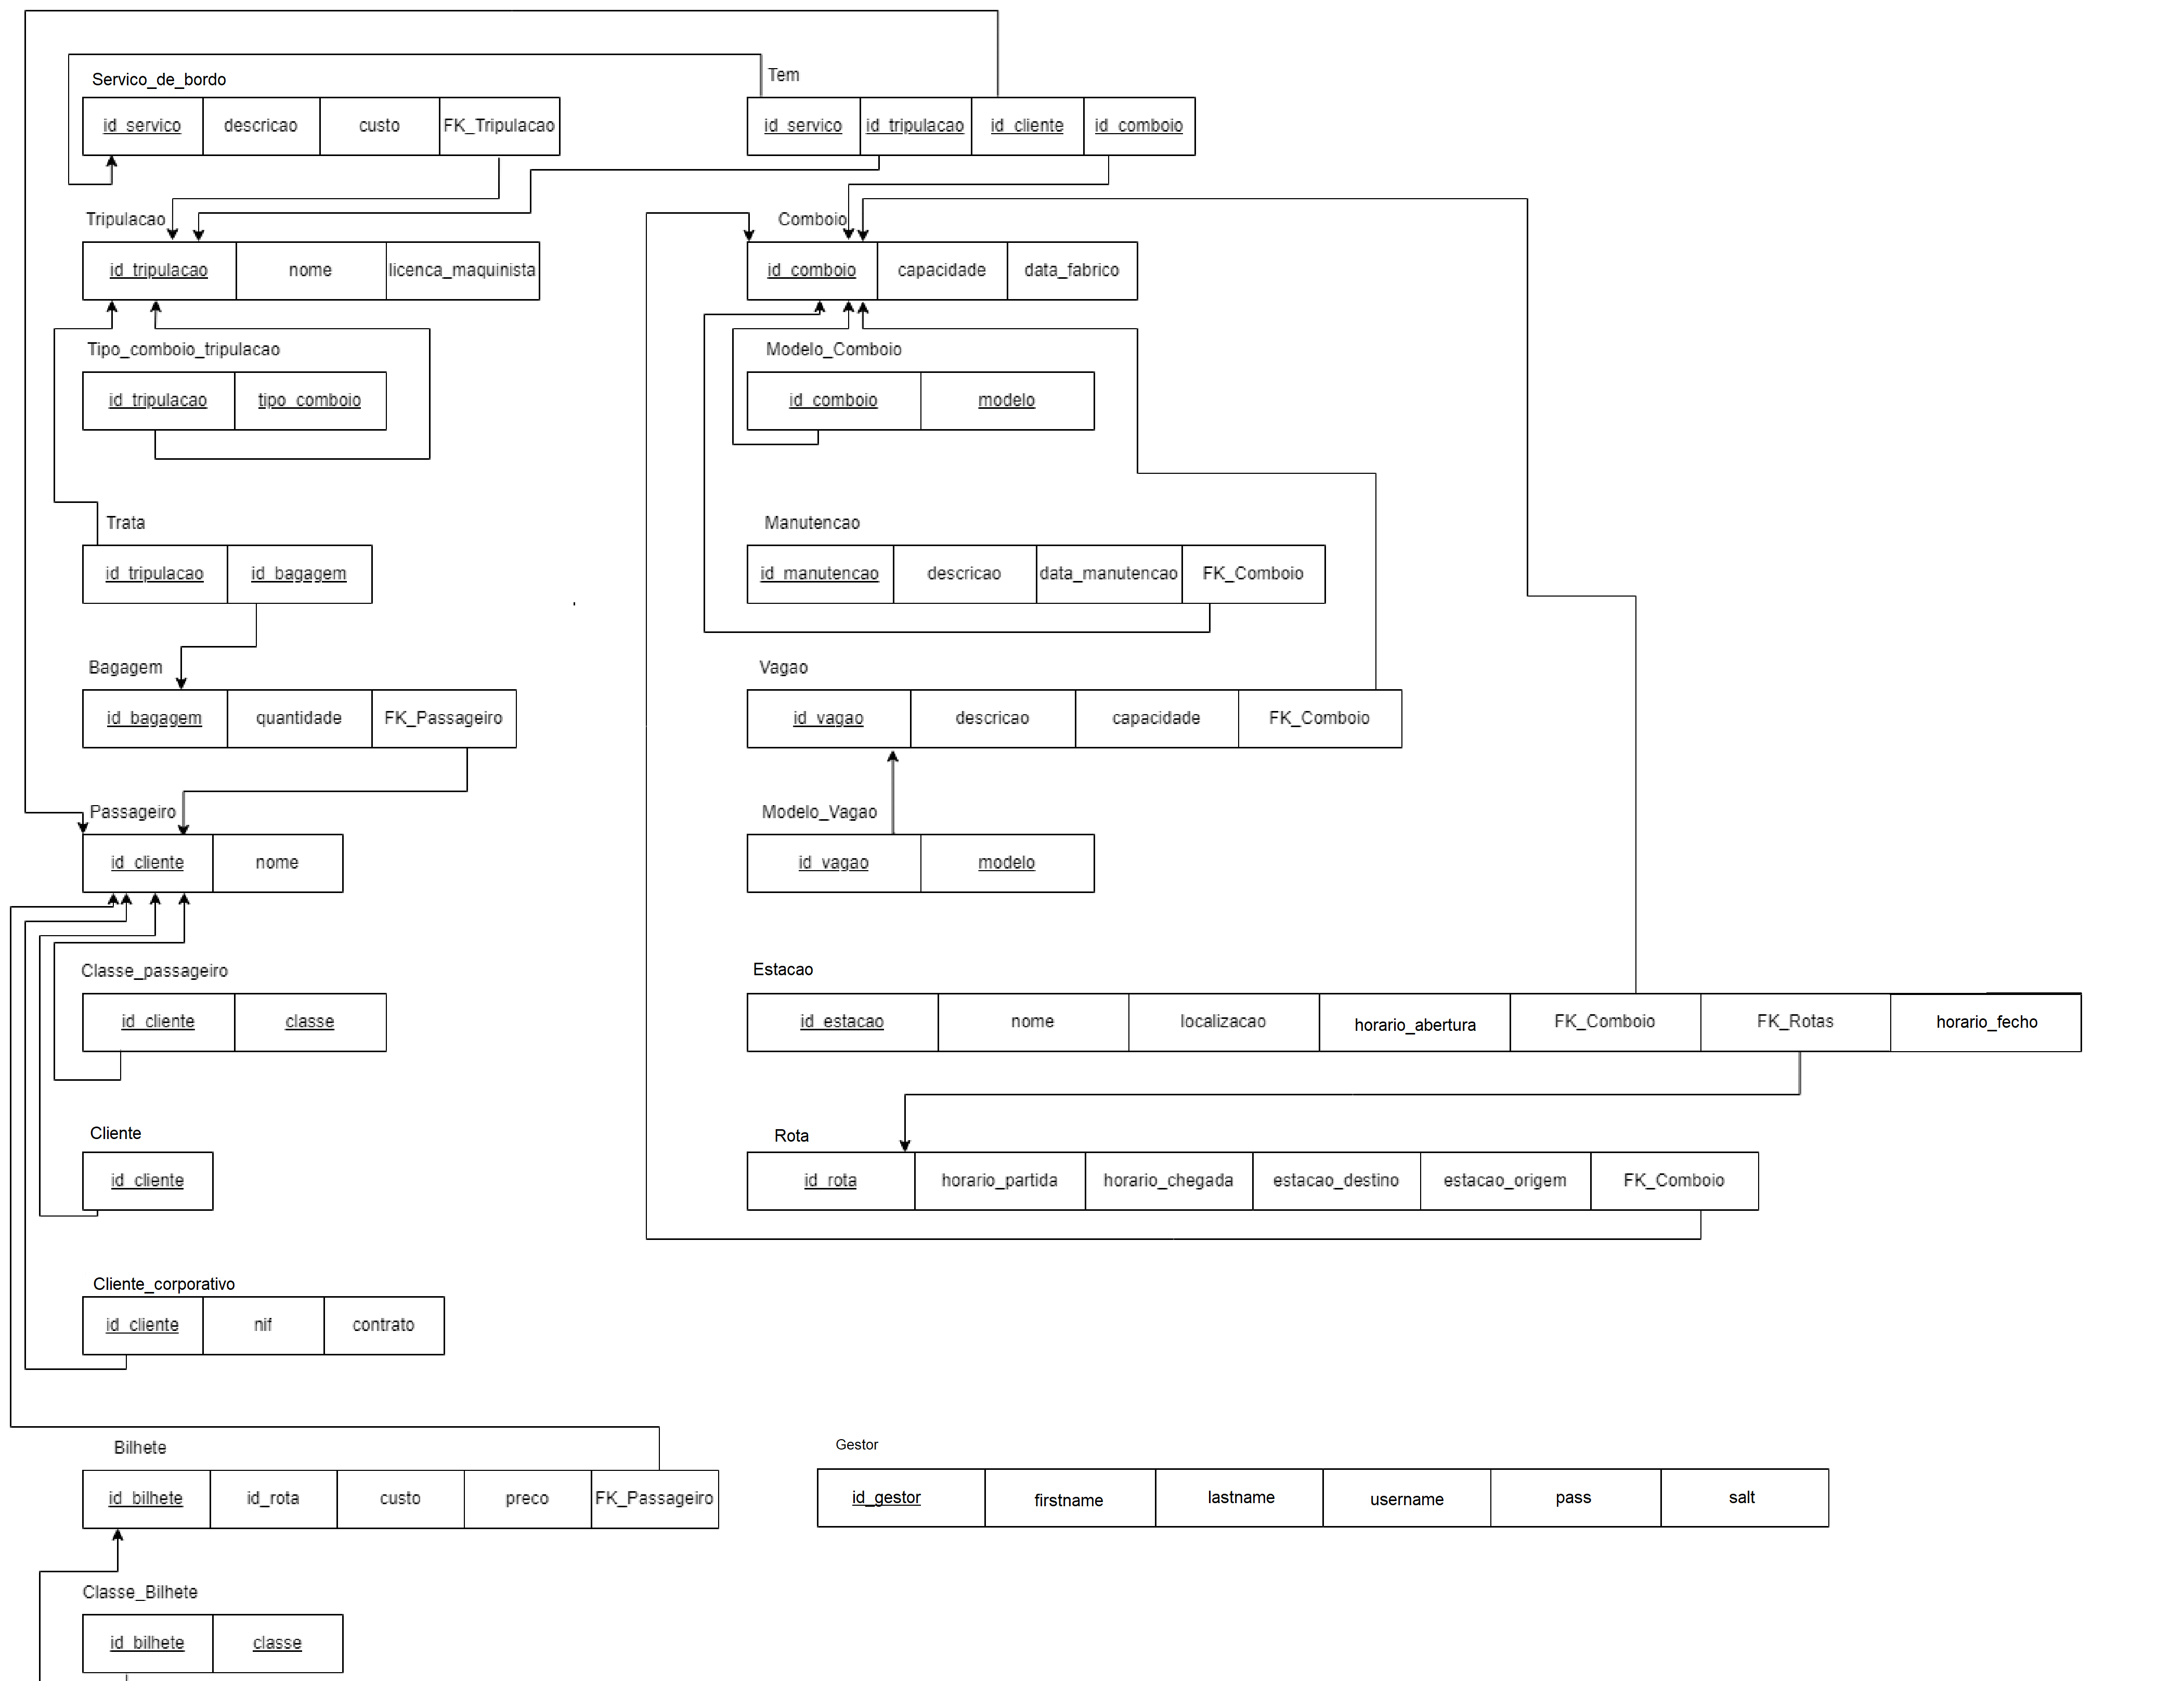 Servico_de_bordo
id_servico descricao custo FK_Tripulacao
Tem
id_servico id_tripulacao id_cliente id_comboio
Tripulacao
id_tripulacao nome licenca_maquinista
Comboio
id_comboio capacidade data_fabrico
Tipo_comboio_tripulacao
id_tripulacao tipo_comboio
Modelo_Comboio
id_comboio modelo
Trata
id_tripulacao id_bagagem
Manutencao
id_manutencao descricao data_manutencao FK_Comboio
Bagagem
id_bagagem quantidade FK_Passageiro
Vagao
id_vagao descricao capacidade FK_Comboio
Passageiro
id_cliente nome
Modelo_Vagao
id_vagao modelo
Classe_passageiro
id_cliente classe
Estacao
id_estacao nome localizacao horario_abertura FK_Comboio FK_Rotas horario_fecho
Cliente
id_cliente
Rota
id_rota horario_partida horario_chegada estacao_destino estacao_origem FK_Comboio
Cliente_corporativo
id_cliente nif contrato
Bilhete
id_bilhete id_rota custo preco FK_Passageiro
Gestor
id_gestor firstname lastname username pass salt
Classe_Bilhete
id_bilhete classe